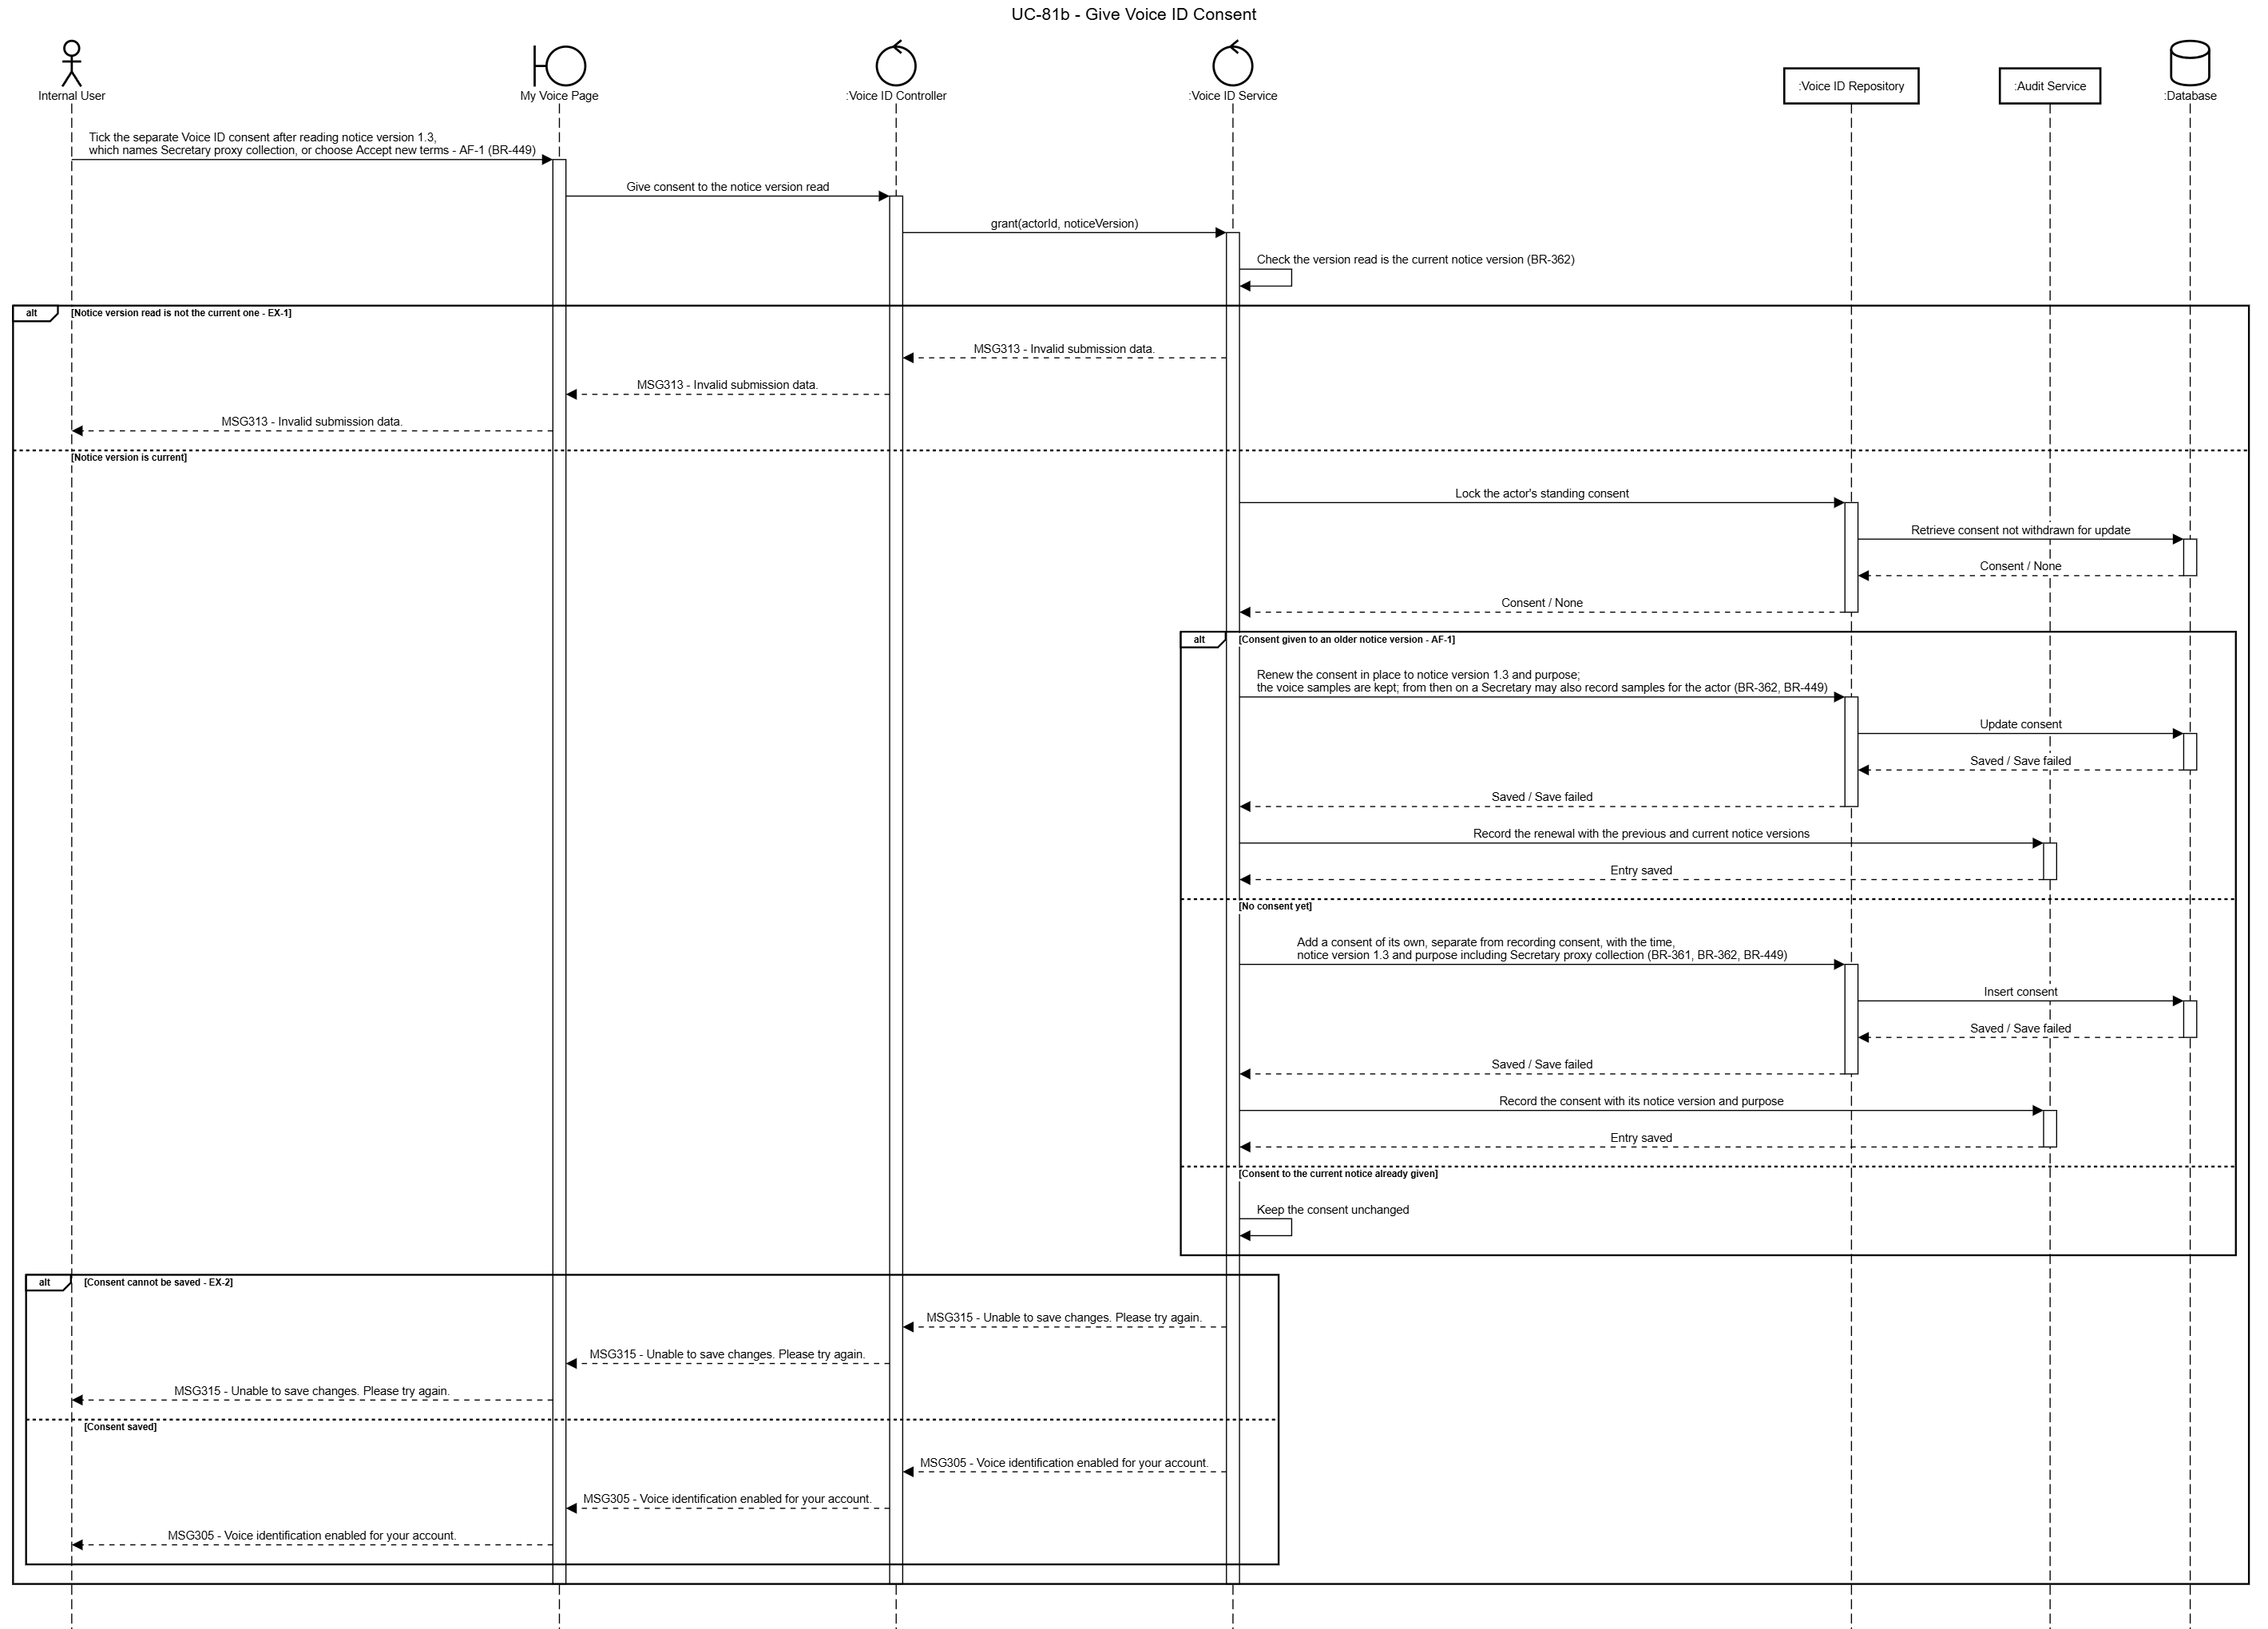 UC-81b - Give Voice ID Consent
Internal User
My Voice Page
:Voice ID Controller
:Voice ID Service
:Voice ID Repository
:Audit Service
:Database
Tick the separate Voice ID consent after reading notice version 1.3,
which names Secretary proxy collection, or choose Accept new terms - AF-1 (BR-449)
Give consent to the notice version read
grant(actorId, noticeVersion)
Check the version read is the current notice version (BR-362)
alt
[Notice version read is not the current one - EX-1]
MSG313 - Invalid submission data.
MSG313 - Invalid submission data.
MSG313 - Invalid submission data.
[Notice version is current]
Lock the actor's standing consent
Retrieve consent not withdrawn for update
Consent / None
Consent / None
alt
[Consent given to an older notice version - AF-1]
Renew the consent in place to notice version 1.3 and purpose;
the voice samples are kept; from then on a Secretary may also record samples for the actor (BR-362, BR-449)
Update consent
Saved / Save failed
Saved / Save failed
Record the renewal with the previous and current notice versions
Entry saved
[No consent yet]
Add a consent of its own, separate from recording consent, with the time,
notice version 1.3 and purpose including Secretary proxy collection (BR-361, BR-362, BR-449)
Insert consent
Saved / Save failed
Saved / Save failed
Record the consent with its notice version and purpose
Entry saved
[Consent to the current notice already given]
Keep the consent unchanged
alt
[Consent cannot be saved - EX-2]
MSG315 - Unable to save changes. Please try again.
MSG315 - Unable to save changes. Please try again.
MSG315 - Unable to save changes. Please try again.
[Consent saved]
MSG305 - Voice identification enabled for your account.
MSG305 - Voice identification enabled for your account.
MSG305 - Voice identification enabled for your account.